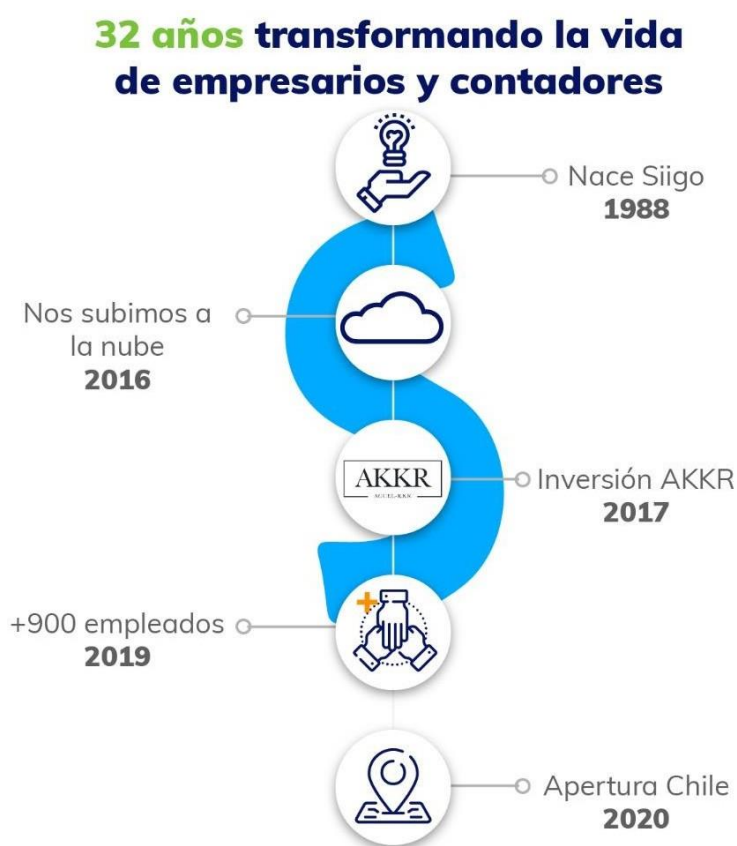 32 años transformando la vida
de empresarios y contadores
Nace Siigo
1988
Nos subimos a
la nube
2016
AKKR
Inversión AKKR
2017
+900 empleados
2019
Apertura Chile
2020